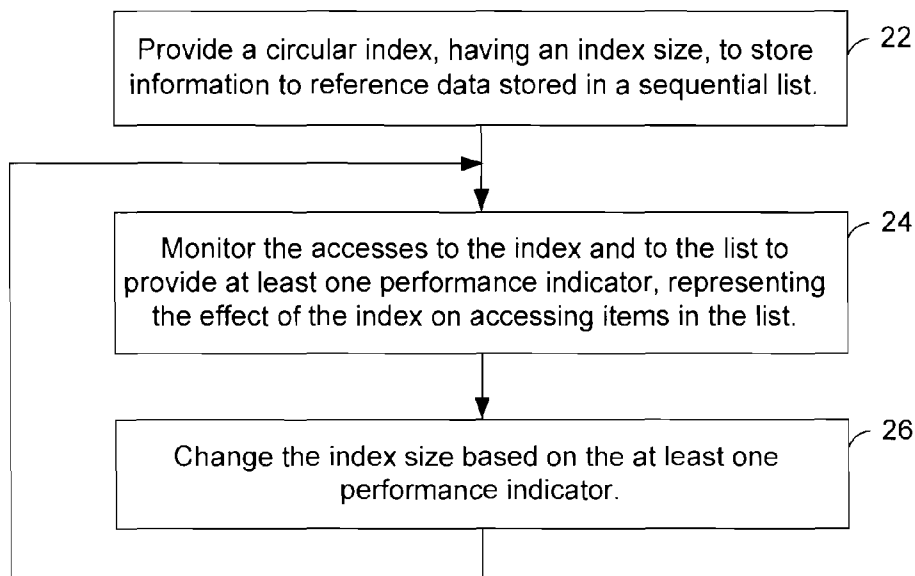 Provide a circular index, having an index size, to store
information to reference data stored in a sequential list.
22
Monitor the accesses to the index and to the list to
provide at least one performance indicator, representing
the effect of the index on accessing items in the list.
24
Change the index size based on the at least one
performance indicator.
26